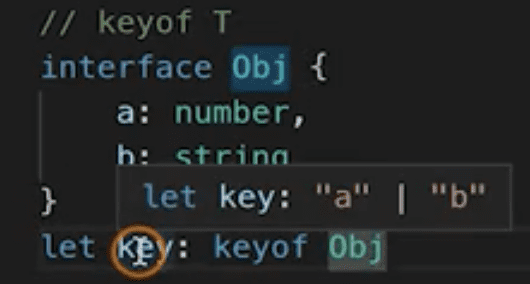 // keyof T
interface Obj {
a: number,
b: string
} let key: "a" | "b"
let key: keyof Obj